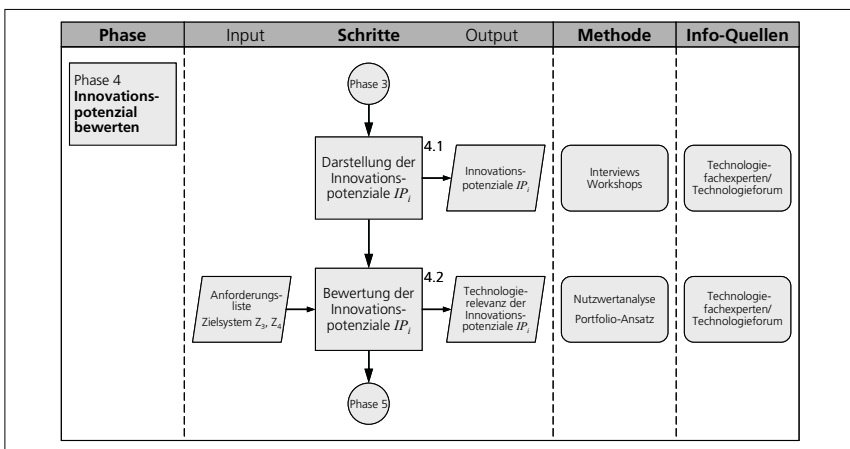 Phase Input Schritte Output Methode Info-Quellen
Phase 4
Innovations-
potenzial
bewerten
Phase 3
4.1
Darstellung der
Innovations-
potenziale IPi
Innovations-
potenziale IPi
Interviews
Workshops
Technologie-
fachexperten/
Technologieforum
Anforderungs-
liste
Zielsystem Z3, Z4
4.2
Bewertung der
Innovations-
potenziale IPi
Technologie-
relevanz der
Innovations-
potenziale IPi
Nutzwertanalyse
Portfolio-Ansatz
Technologie-
fachexperten/
Technologieforum
Phase 5